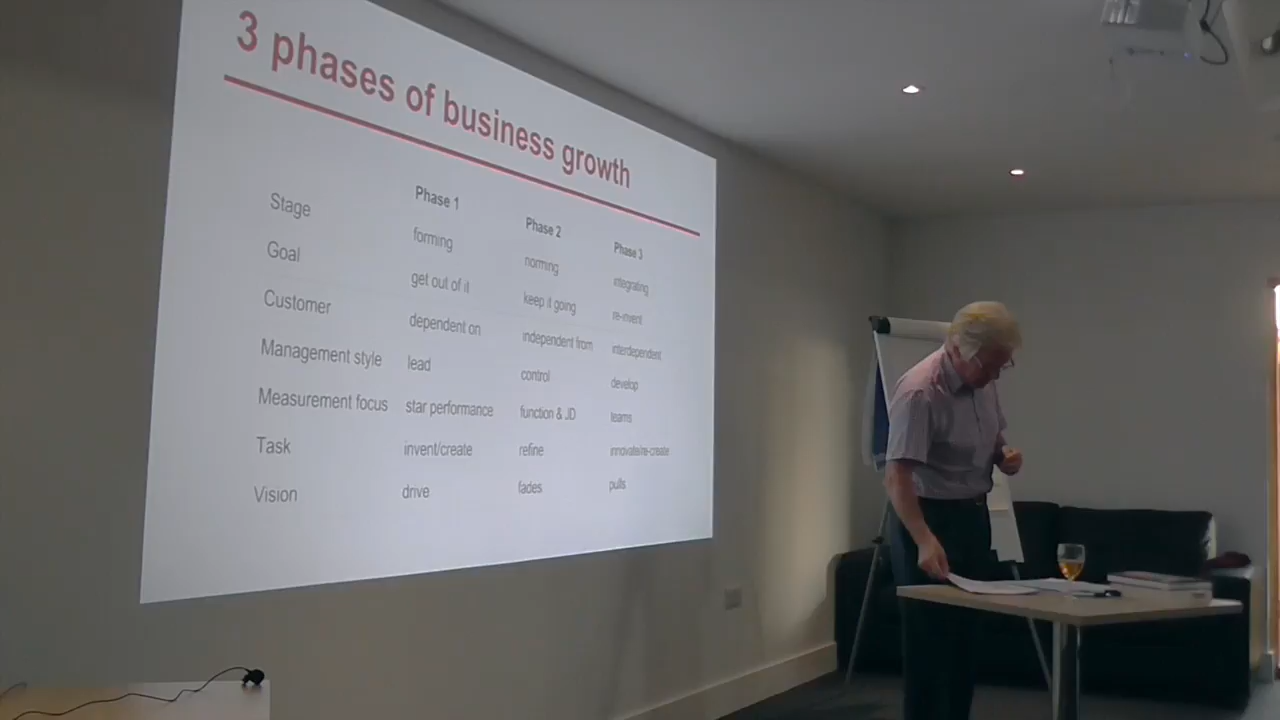 3 phases of business growth
Phase 1 Phase 2 Phase 3
Stage forming norming integrating
Goal get out of it keep it going re-invent
Customer dependent on independent from interdependent
Management style lead control develop
Measurement focus star performance function & JD teams
Task invent/create refine innovate/re-create
Vision drive fades pulls